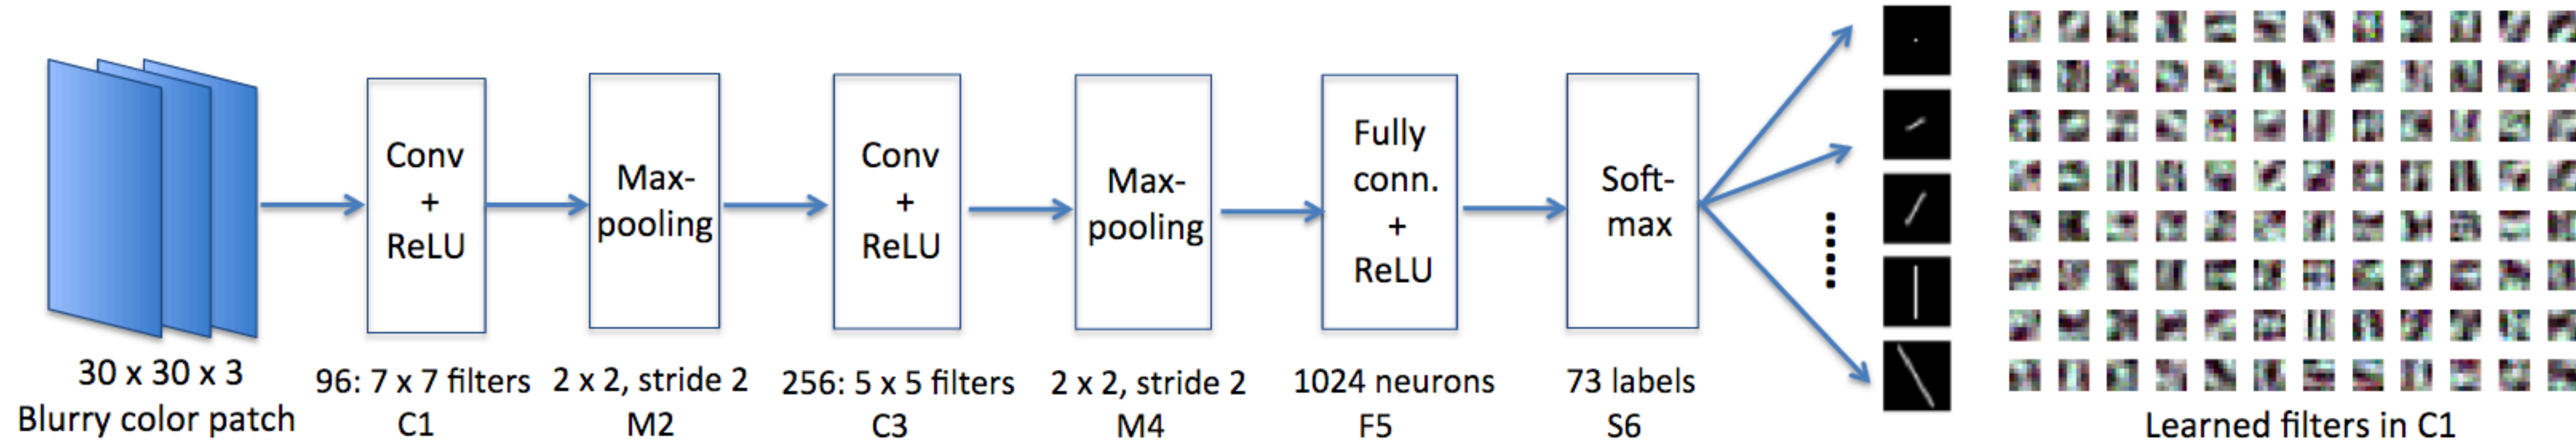 30 x 30 x 3
Blurry color patch
Conv
+
ReLU
96: 7 x 7 filters
C1
Max-
pooling
2 x 2, stride 2
M2
Conv
+
ReLU
256: 5 x 5 filters
C3
Max-
pooling
2 x 2, stride 2
M4
Fully
conn.
+
ReLU
1024 neurons
F5
Soft-
max
73 labels
S6
Learned filters in C1